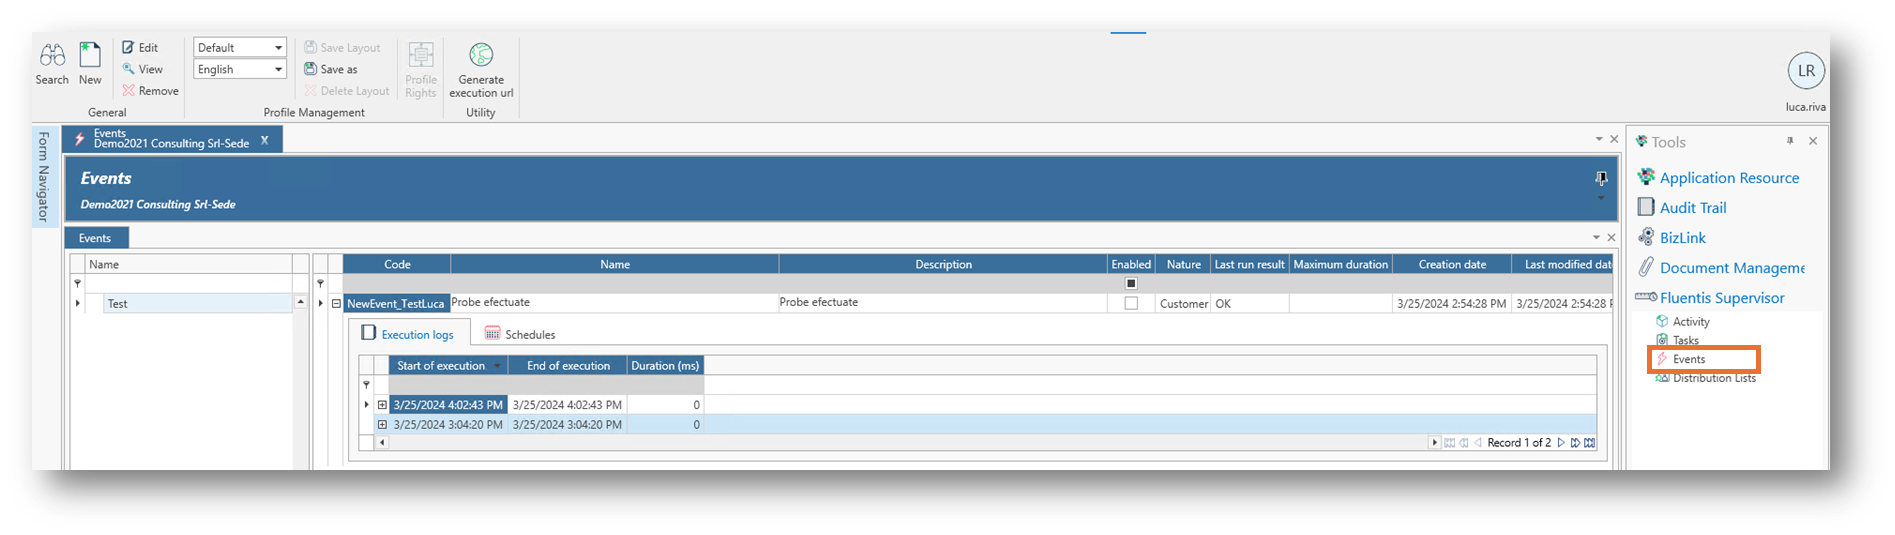 Search
New
Edit
View
Remove
General
Default
English
Save Layout
Save as
Delete Layout
Profile Management
Profile
Rights
Generate
execution url
Utility
LR
luca.riva
Form Navigator
Events
Demo2021 Consulting Srl-Sede
X
Events
Demo2021 Consulting Srl-Sede
Events
Name
Test
Code Name Description Enabled Nature Last run result Maximum duration Creation date Last modified dat
NewEvent_TestLuca Probe efectuate Probe efectuate Customer OK 3/25/2024 2:54:28 PM 3/25/2024 2:54:28 P
Execution logs Schedules
Start of execution End of execution Duration (ms)
3/25/2024 4:02:43 PM 3/25/2024 4:02:43 PM 0
3/25/2024 3:04:20 PM 3/25/2024 3:04:20 PM 0
Record 1 of 2
Tools
Application Resource
Audit Trail
BizLink
Document Manageme
Fluentis Supervisor
Activity
Tasks
Events
Distribution Lists